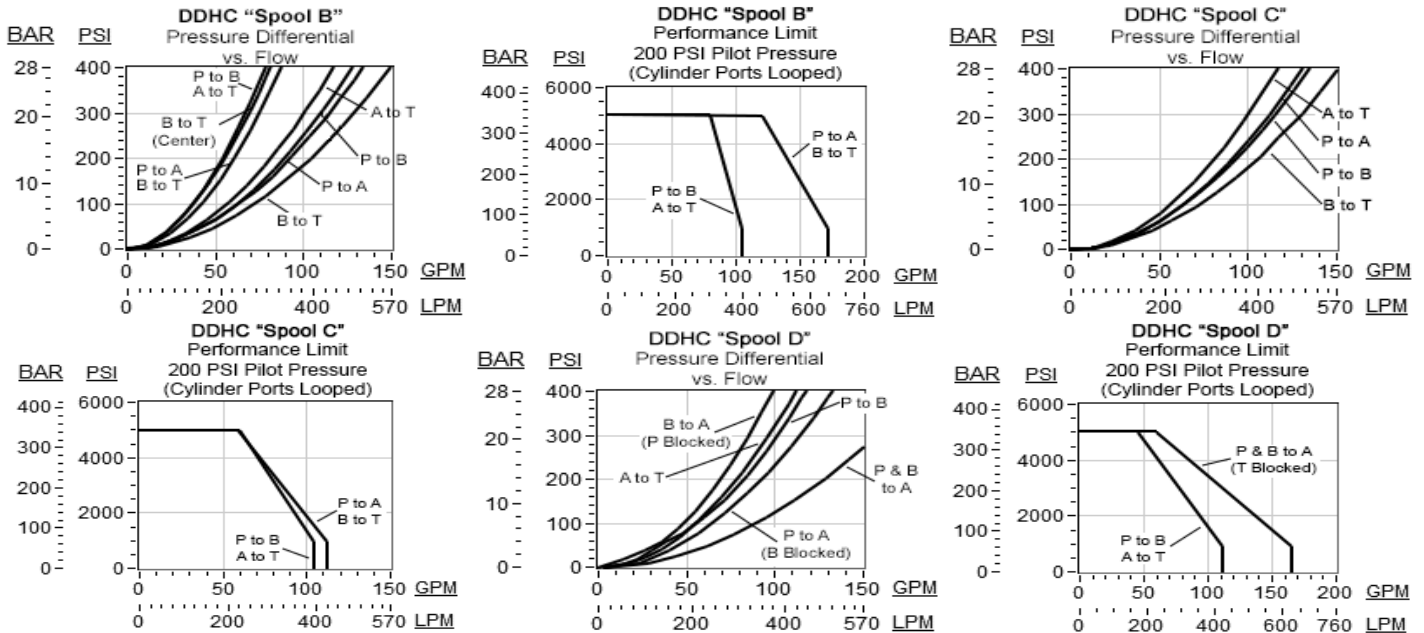 DDHC “Spool B”
Pressure Differential
vs. Flow
BAR PSI
28 400
20 300
200
10 100
0 0
P to B
A to T
B to T
(Center)
P to A
B to T
A to T
P to B
P to A
B to T
0 50 100 150 GPM
0 200 400 570 LPM
DDHC “Spool B”
Performance Limit
200 PSI Pilot Pressure
(Cylinder Ports Looped)
BAR PSI
6000
400
300 4000
200
2000
100
0 0
P to A
B to T
P to B
A to T
0 50 100 150 200 GPM
0 200 400 600 760 LPM
DDHC “Spool C”
Pressure Differential
vs. Flow
BAR PSI
28 400
20 300
200
10 100
0 0
A to T
P to A
P to B
B to T
0 50 100 150 GPM
0 200 400 570 LPM
DDHC “Spool C”
Performance Limit
200 PSI Pilot Pressure
(Cylinder Ports Looped)
BAR PSI
6000
400
300 4000
200
2000
100
0 0
P to A
B to T
P to B
A to T
0 50 100 150 GPM
0 200 400 570 LPM
DDHC “Spool D”
Pressure Differential
vs. Flow
BAR PSI
28 400
20 300
200
10 100
0 0
B to A
(P Blocked)
P to B
A to T
P & B
to A
P to A
(B Blocked)
0 50 100 150 GPM
0 200 400 570 LPM
DDHC “Spool D”
Performance Limit
200 PSI Pilot Pressure
(Cylinder Ports Looped)
BAR PSI
6000
400
300 4000
200
2000
100
0 0
P & B to A
(T Blocked)
P to B
A to T
0 50 100 150 200 GPM
0 200 400 600 760 LPM